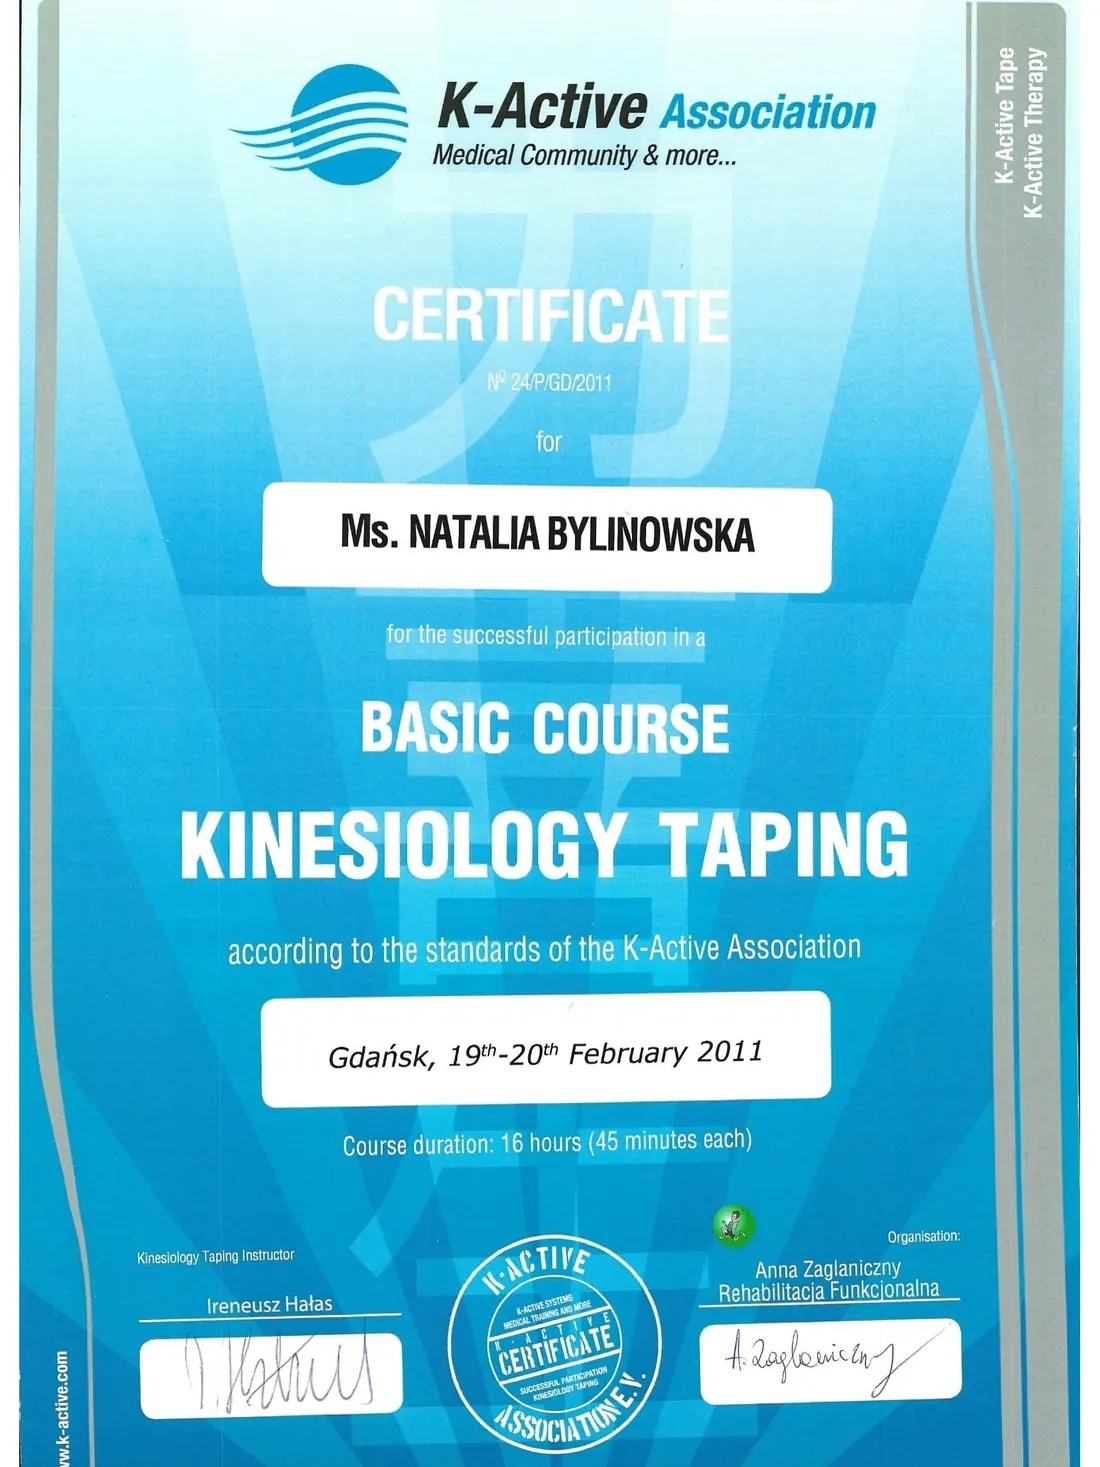 K-Active Association
Medical Community & more...
K-Active Tape
K-Active Therapy
CERTIFICATE
Nº 24/P/GD/2011
for
Ms. NATALIA BYLINOWSKA
for the successful participation in a
BASIC COURSE
KINESIOLOGY TAPING
according to the standards of the K-Active Association
Gdańsk, 19th-20th February 2011
Course duration: 16 hours (45 minutes each)
Kinesiology Taping Instructor
Ireneusz Hałas
K-ACTIVE
K-ACTIVE SYSTEMS
MEDICAL TRAINING AND MORE
K-ACTIVE
CERTIFICATE
SUCCESSFUL PARTICIPATION
KINESIOLOGY TAPING
ASSOCIATION E.V.
Organisation:
Anna Zaglaniczny
Rehabilitacja Funkcjonalna
A. Zaglaniczny
w.k-active.com